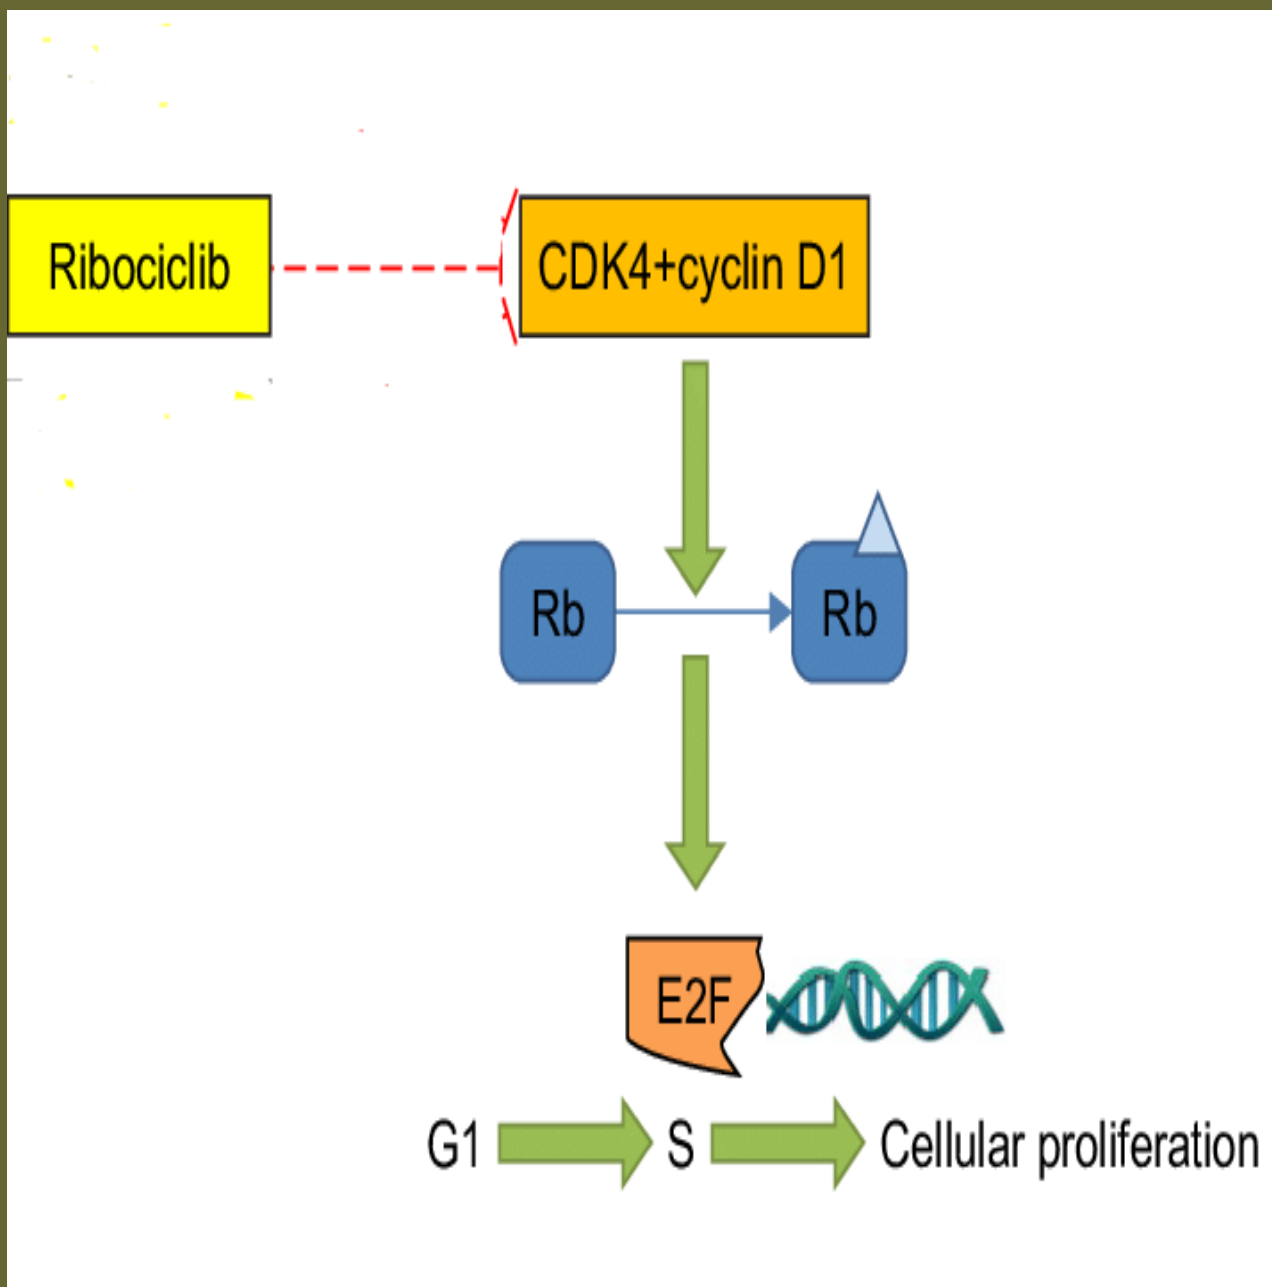 Ribociclib
CDK4+cyclin D1
Rb
Rb
E2F
G1
S
Cellular proliferation